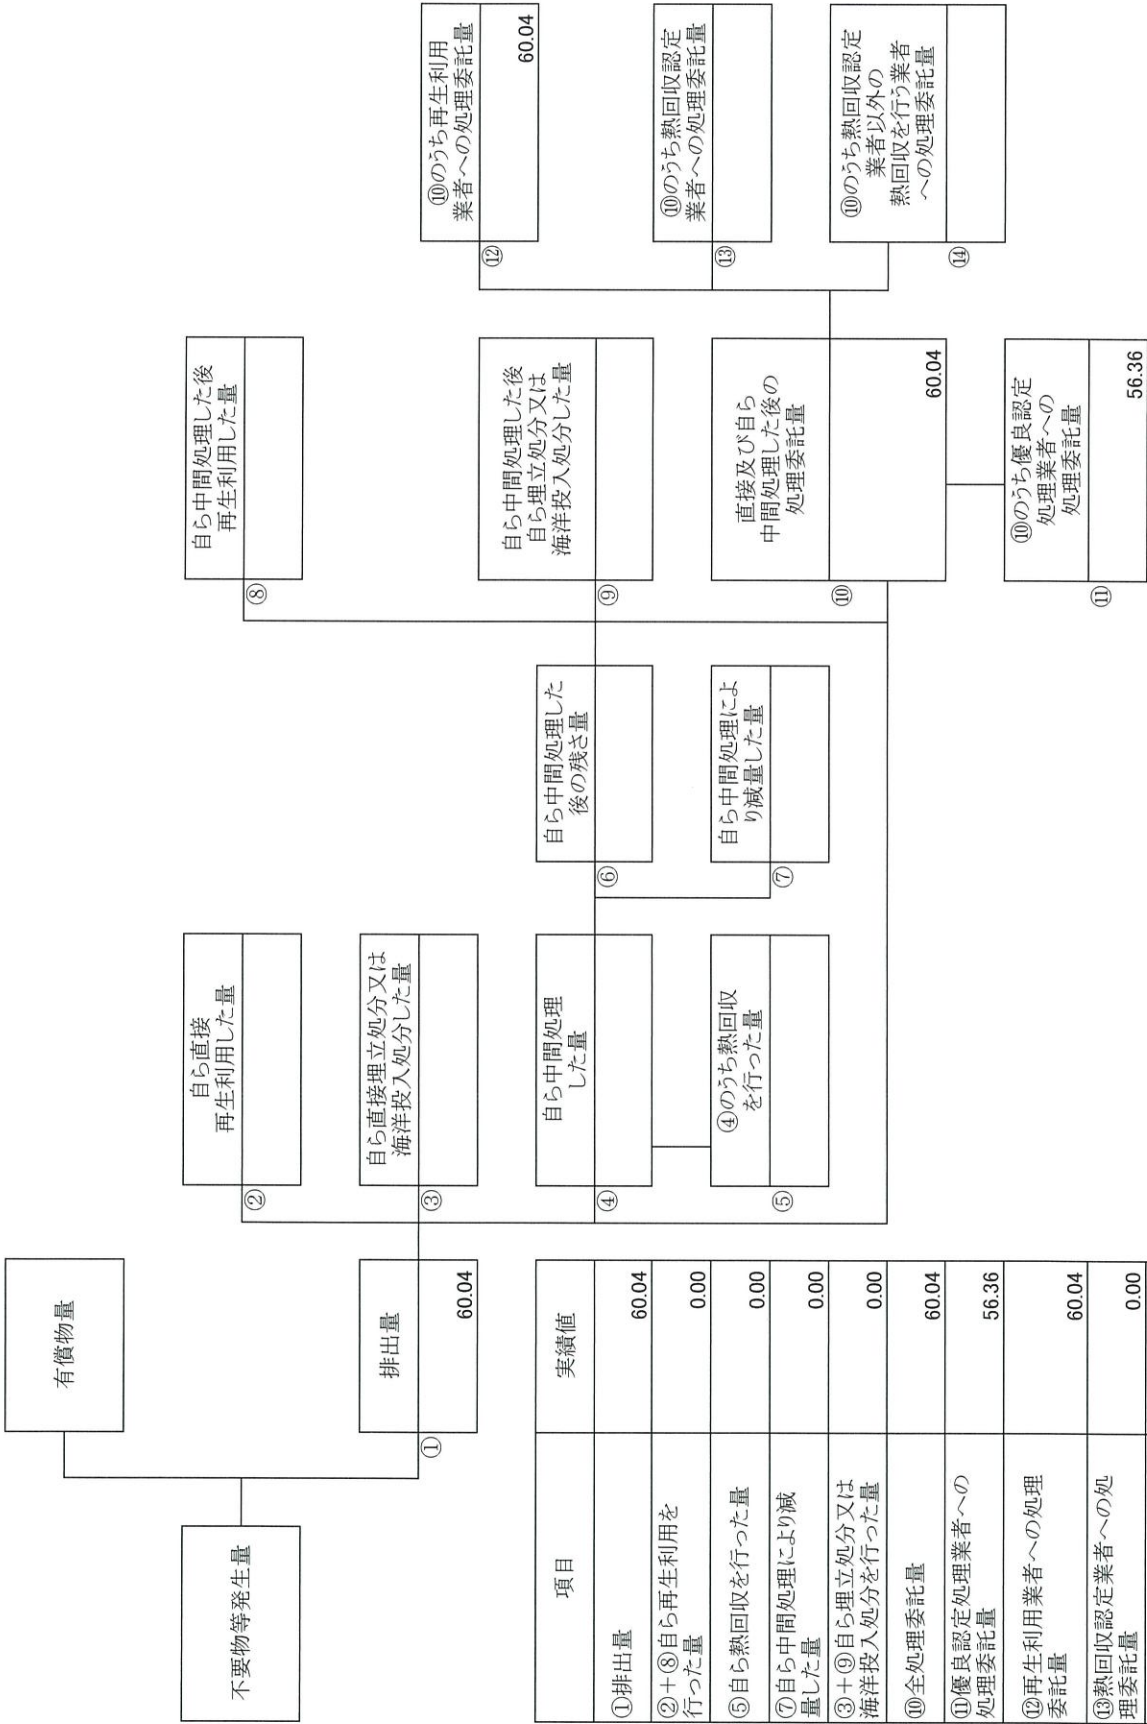 不要物等発生量
有償物量
①
排出量
60.04
②
自ら直接
再生利用した量
③
自ら直接埋立処分又は
海洋投入処分した量
④
自ら中間処理
した量
⑤
④のうち熱回収
を行った量
⑥
自ら中間処理した
後の残さ量
⑦
自ら中間処理によ
り減量した量
⑧
自ら中間処理した後
再生利用した量
⑨
自ら中間処理した後
自ら埋立処分又は
海洋投入処分した量
⑩
直接及び自ら
中間処理した後の
処理委託量
60.04
⑪
⑩のうち優良認定
処理業者への
処理委託量
56.36
⑫
⑩のうち再生利用
業者への処理委託量
60.04
⑬
⑩のうち熱回収認定
業者への処理委託量
⑭
⑩のうち熱回収認定
業者以外の
熱回収を行う業者
への処理委託量
項目 実績値
①排出量 60.04
②+⑧自ら再生利用を
行った量 0.00
⑤自ら熱回収を行った量 0.00
⑦自ら中間処理により減
量した量 0.00
③+⑨自ら埋立処分又は
海洋投入処分を行った量 0.00
⑩全処理委託量 60.04
⑪優良認定処理業者への
処理委託量 56.36
⑫再生利用業者への処理
委託量 60.04
⑬熱回収認定業者への処
理委託量 0.00